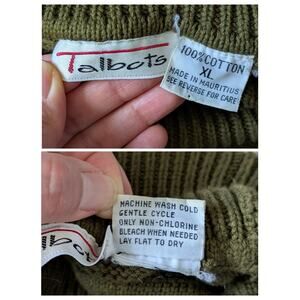 Talbots
100% COTTON
XL
MADE IN MAURITIUS
SEE REVERSE FOR CARE
MACHINE WASH COLD
GENTLE CYCLE
ONLY NON-CHLORINE
BLEACH WHEN NEEDED
LAY FLAT TO DRY